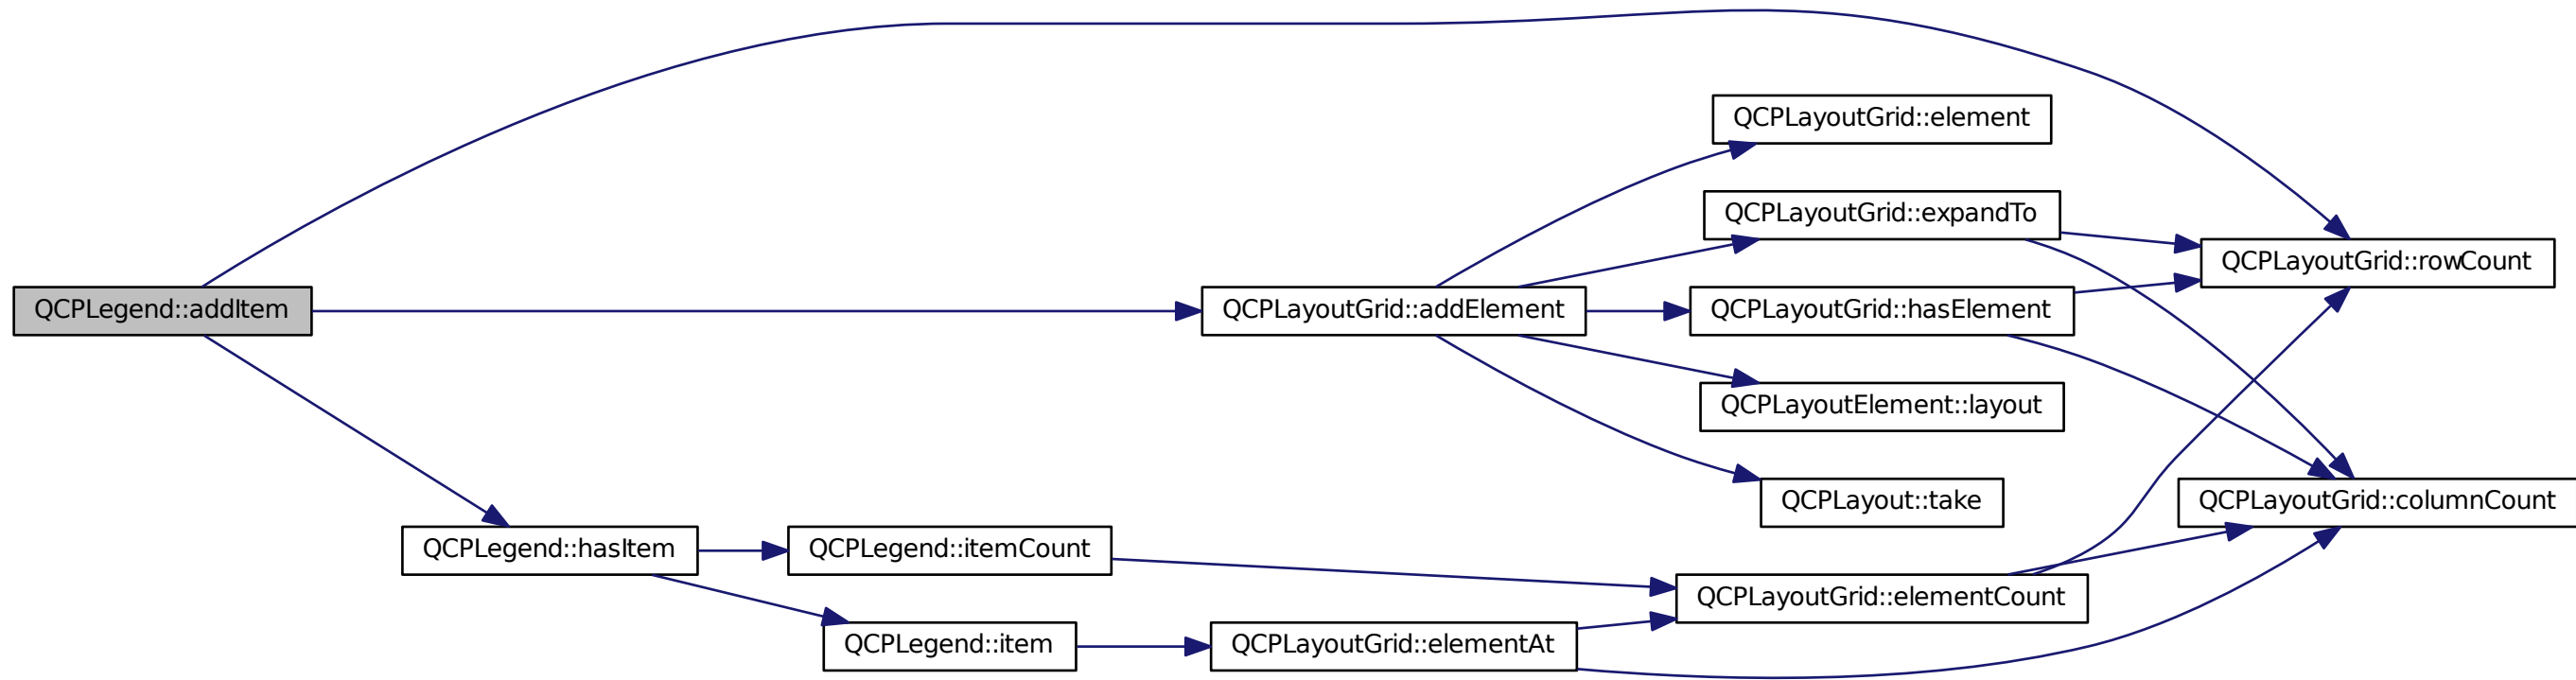 QCPLayoutGrid::element
QCPLayoutGrid::expandTo
QCPLayoutGrid::rowCount
QCPLegend::addItem
QCPLayoutGrid::addElement
QCPLayoutGrid::hasElement
QCPLayoutElement::layout
QCPLayout::take
QCPLayoutGrid::columnCount
QCPLegend::hasItem
QCPLegend::itemCount
QCPLayoutGrid::elementCount
QCPLegend::item
QCPLayoutGrid::elementAt